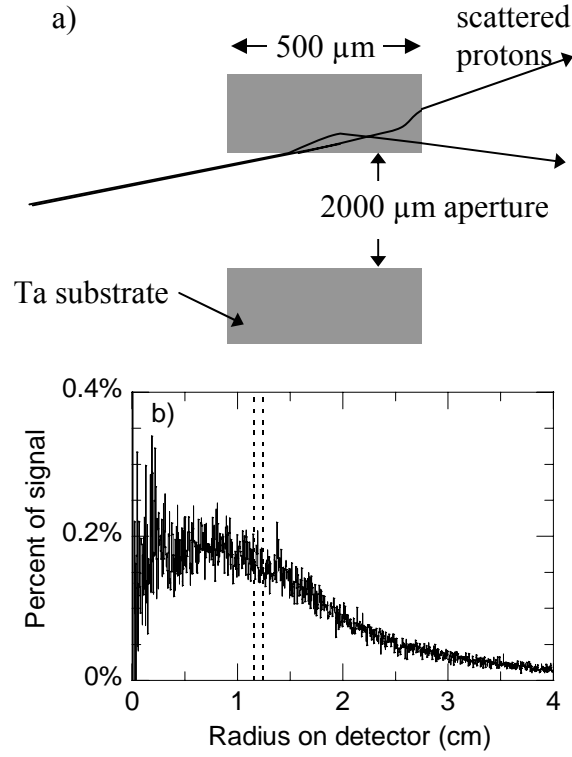 a)
500 µm
scattered
protons
2000 µm aperture
Ta substrate
0.4%
b)
0.2%
0%
Percent of signal
0 1 2 3 4
Radius on detector (cm)